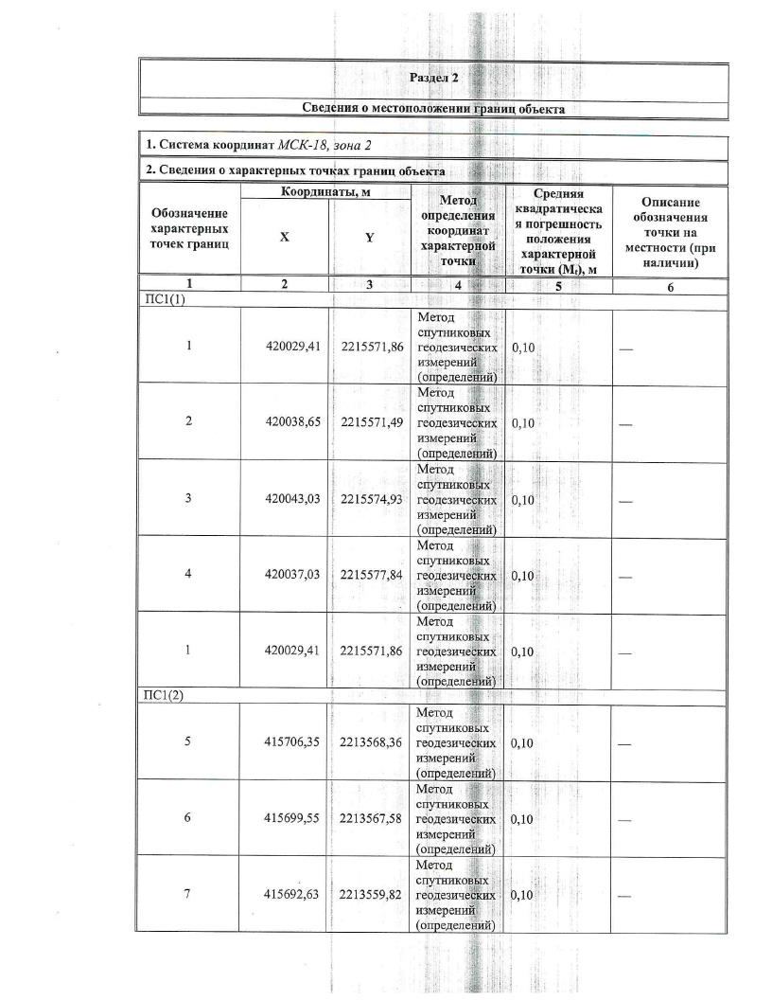 Раздел 2
Сведения о местоположении границ объекта
1. Система координат МСК-18, зона 2
2. Сведения о характерных точках границ объекта
Обозначение
характерных
точек границ
Координаты, м
X
Y
Метод
определения
координат
характерной
точки
Средняя
квадратическа
я погрешность
положения
характерной
точки (Mt), м
Описание
обозначения
точки на
местности (при
наличии)
1 2 3 4 5 6
ПС1(1)
Метод
спутниковых
1 420029,41 2215571,86 геодезических 0,10 —
измерений
(определений)
Метод
спутниковых
2 420038,65 2215571,49 геодезических 0,10 —
измерений
(определений)
Метод
спутниковых
3 420043,03 2215574,93 геодезических 0,10 —
измерений
(определений)
Метод
спутниковых
4 420037,03 2215577,84 геодезических 0,10 —
измерений
(определений)
Метод
спутниковых
1 420029,41 2215571,86 геодезических 0,10 —
измерений
(определений)
ПС1(2)
Метод
спутниковых
5 415706,35 2213568,36 геодезических 0,10 —
измерений
(определений)
Метод
спутниковых
6 415699,55 2213567,58 геодезических 0,10 —
измерений
(определений)
Метод
спутниковых
7 415692,63 2213559,82 геодезических 0,10 —
измерений
(определений)